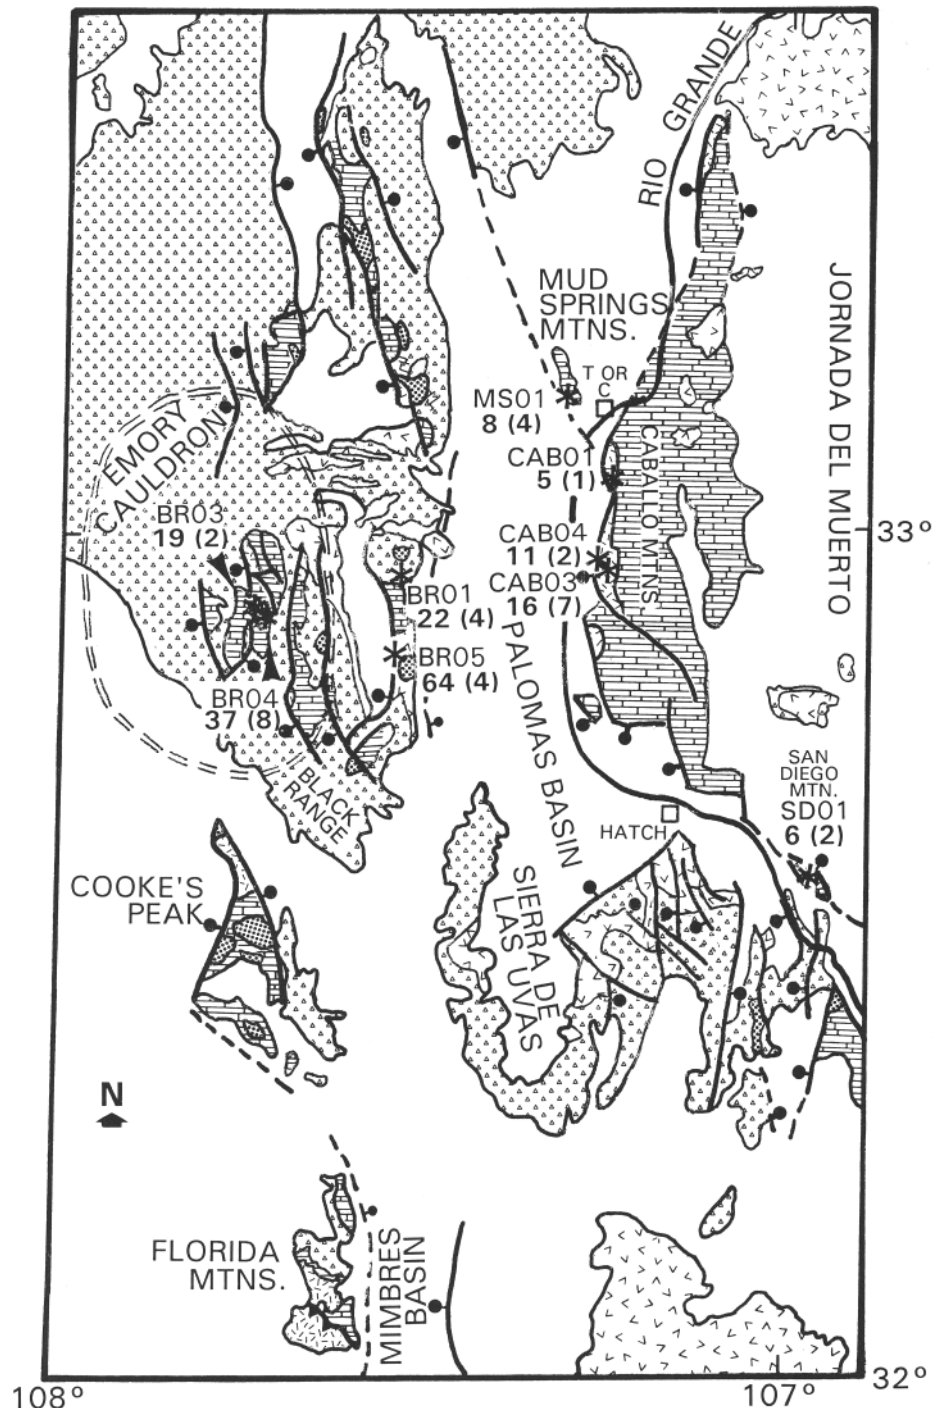 RIO GRANDE
MUD
SPRINGS
MTNS.
JORNADA DEL MUERTO
T OR
C
MS01
8 (4)
EMORY
CAULDRON
CABALLO MTNS.
CAB01
5 (1)
BR03
19 (2)
33°
CAB04
11 (2)
CAB03
16 (7)
BR01
22 (4)
BR05
64 (4)
BR04
37 (8)
PALOMAS BASIN
BLACK
RANGE
SAN
DIEGO
MTN.
SD01
6 (2)
HATCH
COOKE'S
PEAK
SIERRA DE
LAS UVAS
N
FLORIDA
MTNS.
MIMBRES
BASIN
108°
107°
32°